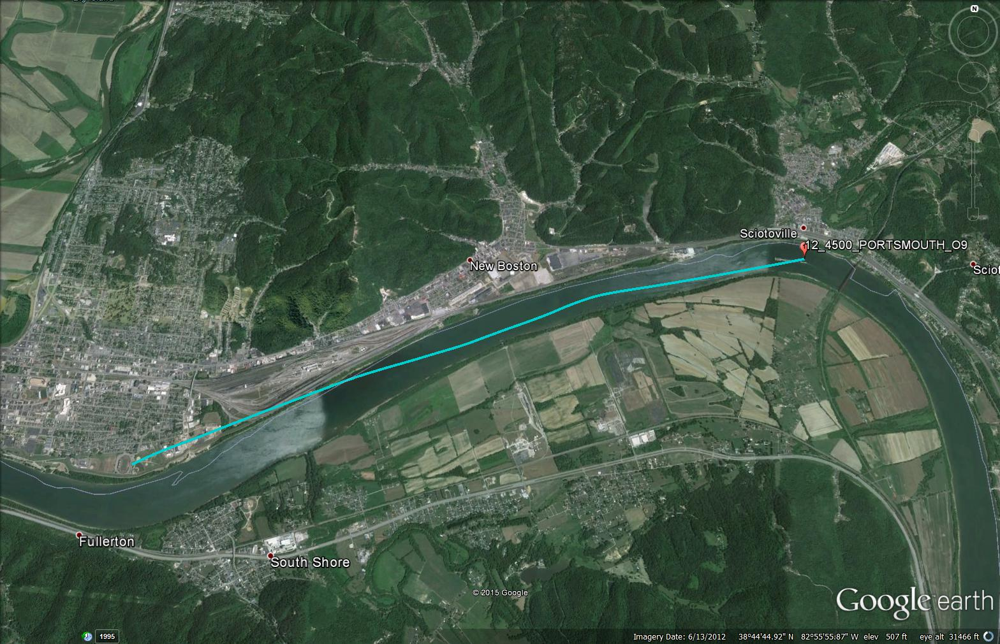 N
Sciotoville
12_4500_PORTSMOUTH_O9
New Boston
Sciot
Fullerton
South Shore
© 2015 Google
Google earth
1995
Imagery Date: 6/13/2012 38°44'44.92" N 82°55'55.87" W elev 507 ft eye alt 31466 ft